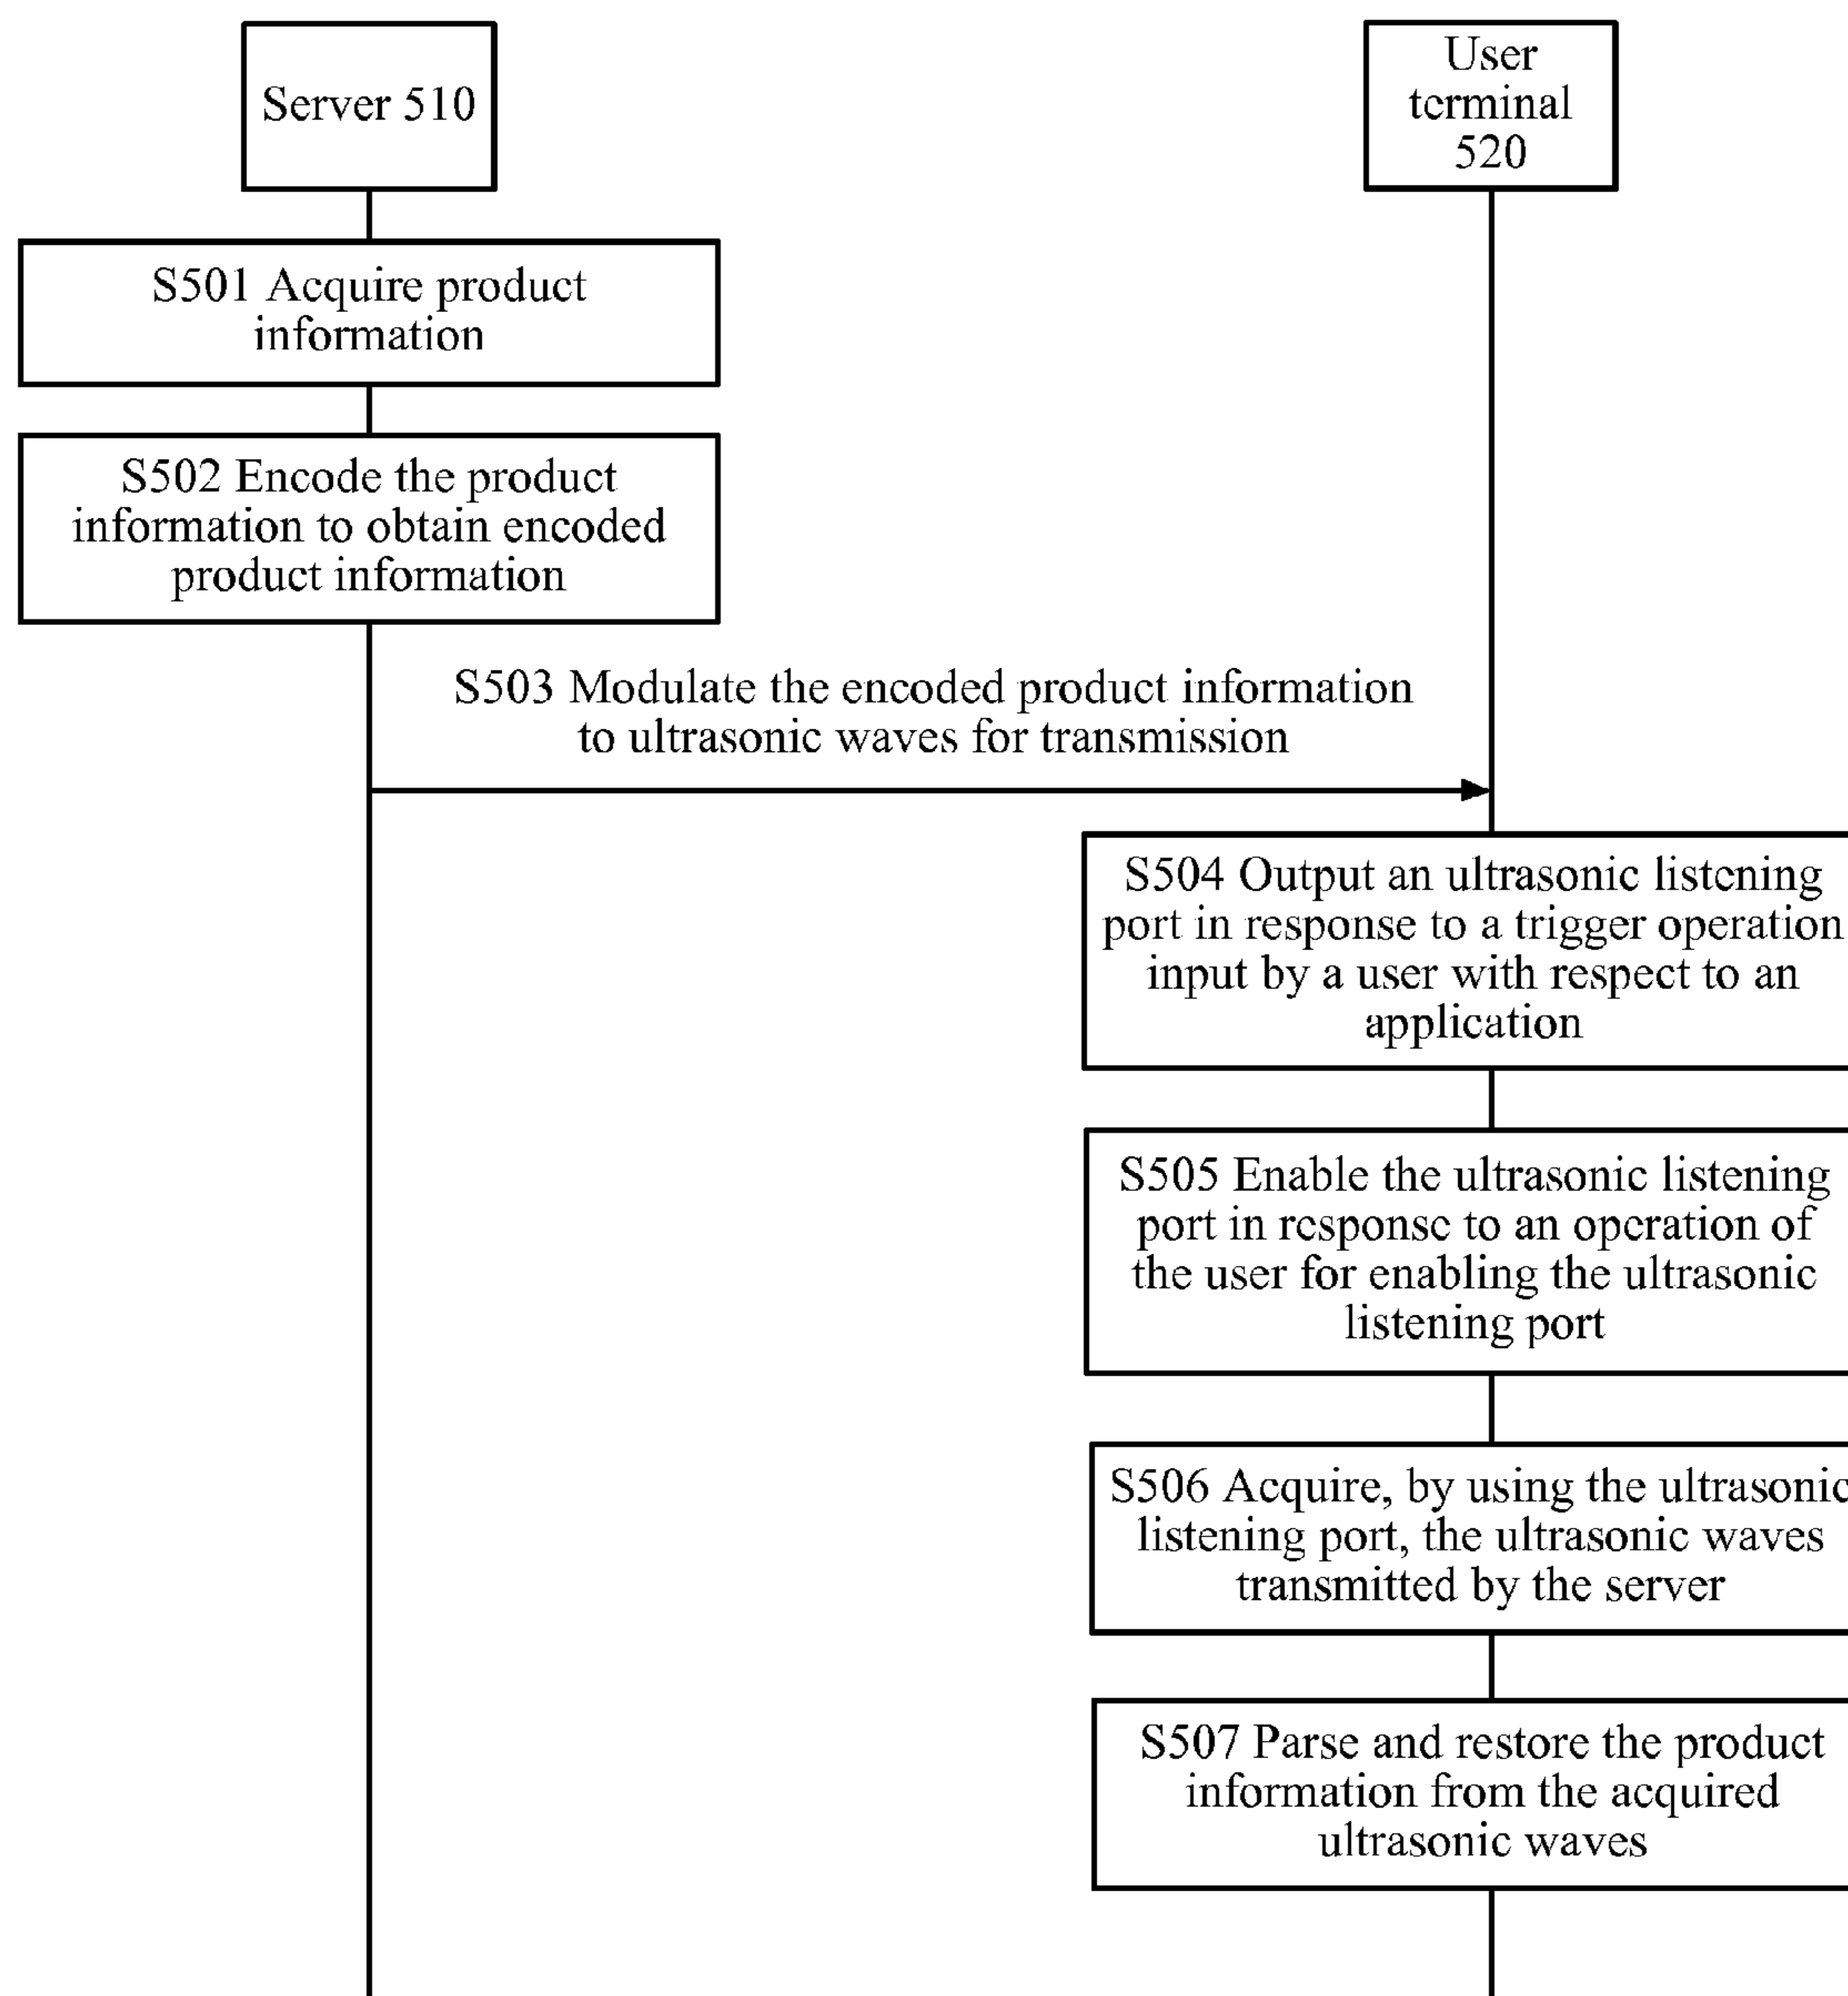 Server 510
User
terminal
520
S501 Acquire product
information
S502 Encode the product
information to obtain encoded
product information
S503 Modulate the encoded product information
to ultrasonic waves for transmission
S504 Output an ultrasonic listening
port in response to a trigger operation
input by a user with respect to an
application
S505 Enable the ultrasonic listening
port in response to an operation of
the user for enabling the ultrasonic
listening port
S506 Acquire, by using the ultrasonic
listening port, the ultrasonic waves
transmitted by the server
S507 Parse and restore the product
information from the acquired
ultrasonic waves